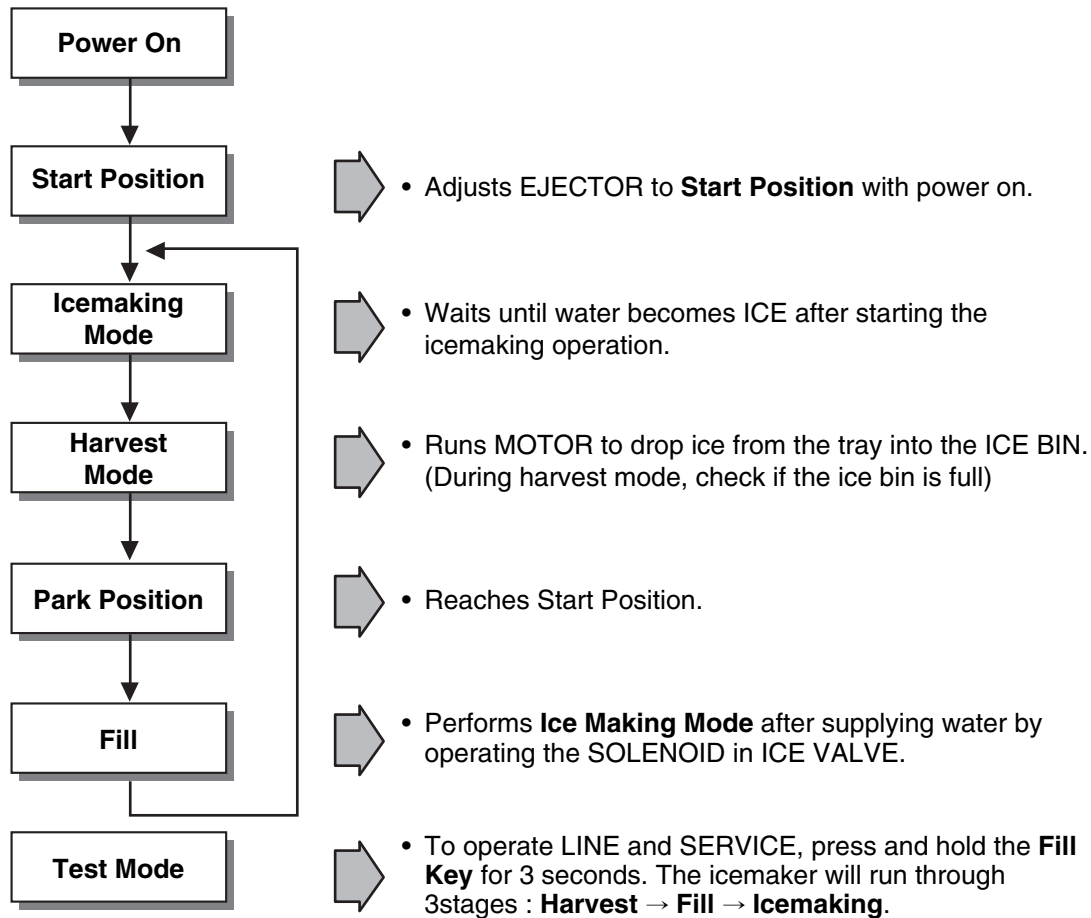 Power On
Start Position
• Adjusts EJECTOR to Start Position with power on.
Icemaking
Mode
• Waits until water becomes ICE after starting the
icemaking operation.
Harvest
Mode
• Runs MOTOR to drop ice from the tray into the ICE BIN.
(During harvest mode, check if the ice bin is full)
Park Position
• Reaches Start Position.
Fill
• Performs Ice Making Mode after supplying water by
operating the SOLENOID in ICE VALVE.
Test Mode
• To operate LINE and SERVICE, press and hold the Fill
Key for 3 seconds. The icemaker will run through
3stages : Harvest → Fill → Icemaking.